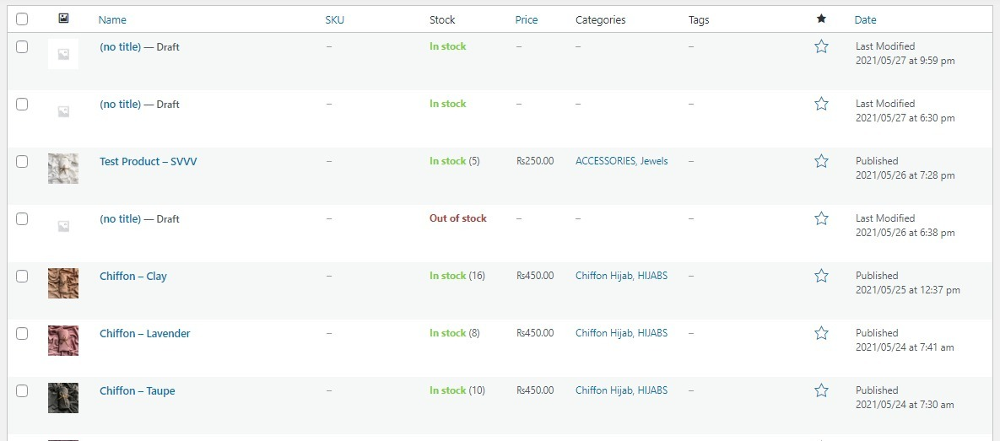 Name SKU Stock Price Categories Tags Date
(no title) — Draft – In stock – – – Last Modified
2021/05/27 at 9:59 pm
(no title) — Draft – In stock – – – Last Modified
2021/05/27 at 6:30 pm
Test Product – SVVV – In stock (5) ₨250.00 ACCESSORIES, Jewels – Published
2021/05/26 at 7:28 pm
(no title) — Draft – Out of stock – – – Last Modified
2021/05/26 at 6:38 pm
Chiffon – Clay – In stock (16) ₨450.00 Chiffon Hijab, HIJABS – Published
2021/05/25 at 12:37 pm
Chiffon – Lavender – In stock (8) ₨450.00 Chiffon Hijab, HIJABS – Published
2021/05/24 at 7:41 am
Chiffon – Taupe – In stock (10) ₨450.00 Chiffon Hijab, HIJABS – Published
2021/05/24 at 7:30 am